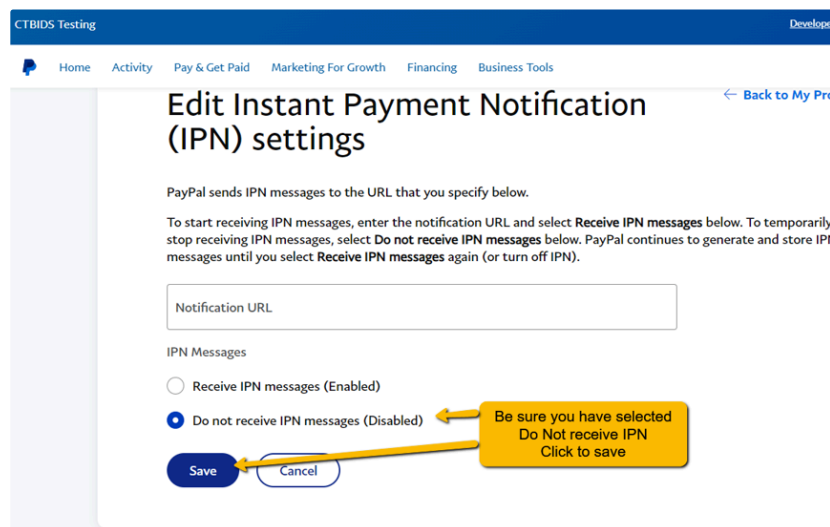 CTBIDS Testing
Home Activity Pay & Get Paid Marketing For Growth Financing Business Tools
Edit Instant Payment Notification
(IPN) settings
Back to My
PayPal sends IPN messages to the URL that you specify below.
To start receiving IPN messages, enter the notification URL and select Receive IPN messages below. To temporarily
stop receiving IPN messages, select Do not receive IPN messages below. PayPal continues to generate and store
messages until you select Receive IPN messages again (or turn off IPN).
Notification URL
IPN Messages
Receive IPN messages (Enabled)
Do not receive IPN messages (Disabled)
Be sure you have selected
Do Not receive IPN
Click to save
Save
Cancel